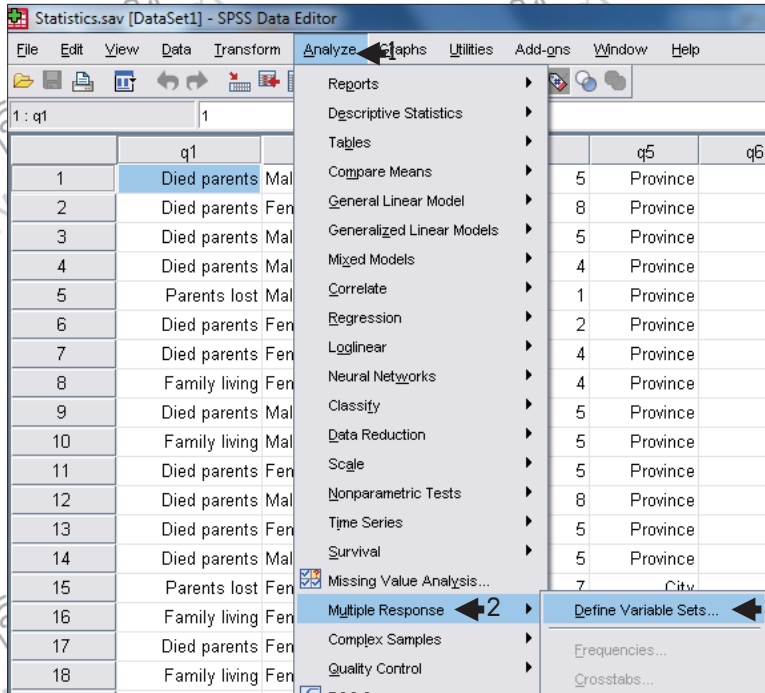 Statistics.sav [DataSet1] - SPSS Data Editor
File Edit View Data Transform Analyze 1 Graphs Utilities Add-ons Window Help
1 : q1 1
q1 q5 q6
1 Died parents Mal 5 Province
2 Died parents Fen 8 Province
3 Died parents Mal 5 Province
4 Died parents Mal 4 Province
5 Parents lost Mal 1 Province
6 Died parents Fen 2 Province
7 Died parents Fen 4 Province
8 Family living Fen 4 Province
9 Died parents Mal 5 Province
10 Family living Mal 5 Province
11 Died parents Fen 5 Province
12 Died parents Mal 8 Province
13 Died parents Fen 5 Province
14 Died parents Mal 5 Province
15 Parents lost Fen 7 City
16 Family living Fen
17 Died parents Fen
18 Family living Fen
Reports
Descriptive Statistics
Tables
Compare Means
General Linear Model
Generalized Linear Models
Mixed Models
Correlate
Regression
Loglinear
Neural Networks
Classify
Data Reduction
Scale
Nonparametric Tests
Time Series
Survival
Missing Value Analysis...
Multiple Response 2
Complex Samples
Quality Control
Define Variable Sets...
Frequencies...
Crosstabs...